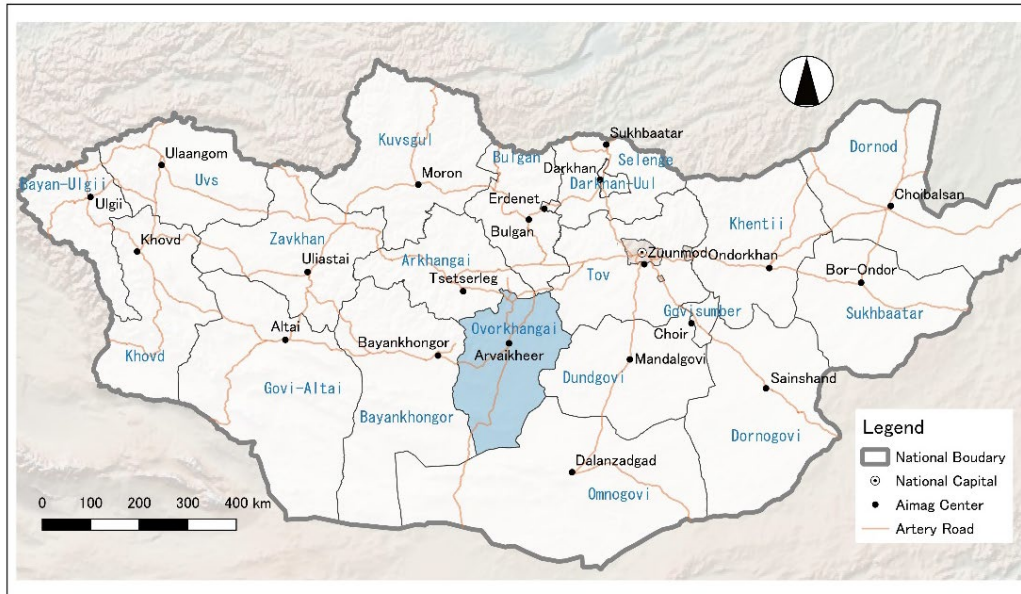 Sukhbaatar
Dornod
Kuvsgul
Bulgan
Selenge
Ulaangom
Darkhan
Bayan-Ulgii
Uvs
Moron
Darkhan-Uul
Ulgii
Erdenet
Choibalsan
Bulgan
Khentii
Khovd
Zavkhan
Zuunmod
Ondorkhan
Uliastai
Arkhangai
Tov
Bor-Ondor
Tsetserleg
Govisumber
Sukhbaatar
Altai
Ovorkhangai
Choir
Bayankhongor
Arvaikheer
Khovd
Mandalgovi
Govi-Altai
Dundgovi
Sainshand
Bayankhongor
Dornogovi
Dalanzadgad
Omnogovi
0 100 200 300 400 km
Legend
National Boudary
National Capital
Aimag Center
Artery Road